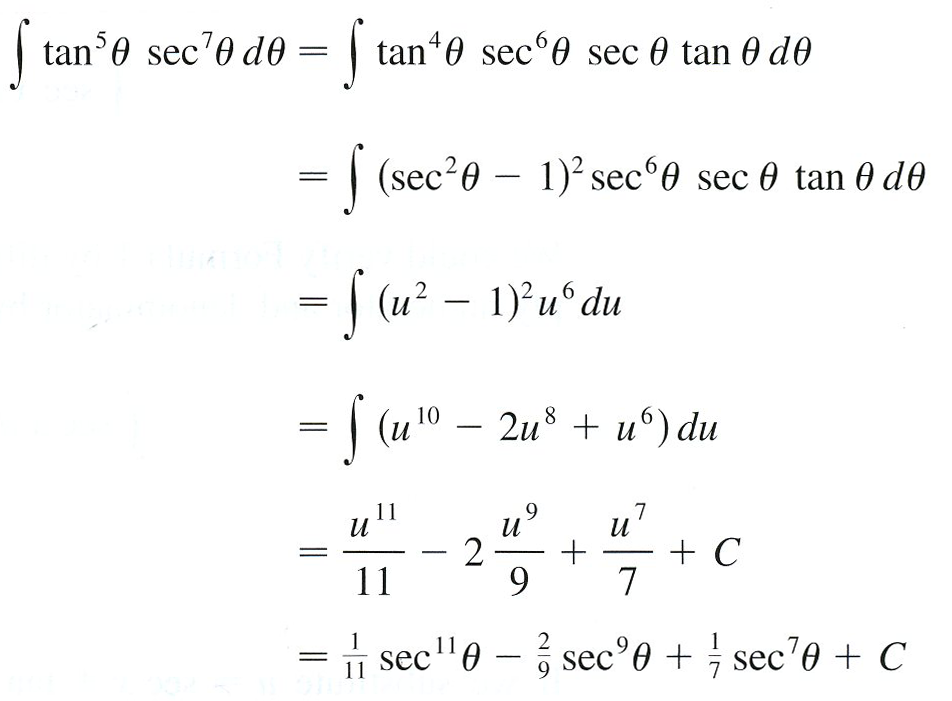 ∫ tan⁵θ sec⁷θ dθ = ∫ tan⁴θ sec⁶θ sec θ tan θ dθ
= ∫ (sec²θ − 1)² sec⁶θ sec θ tan θ dθ
= ∫ (u² − 1)² u⁶ du
= ∫ (u¹⁰ − 2u⁸ + u⁶) du
= u¹¹/11 − 2 u⁹/9 + u⁷/7 + C
= 1/11 sec¹¹θ − 2/9 sec⁹θ + 1/7 sec⁷θ + C